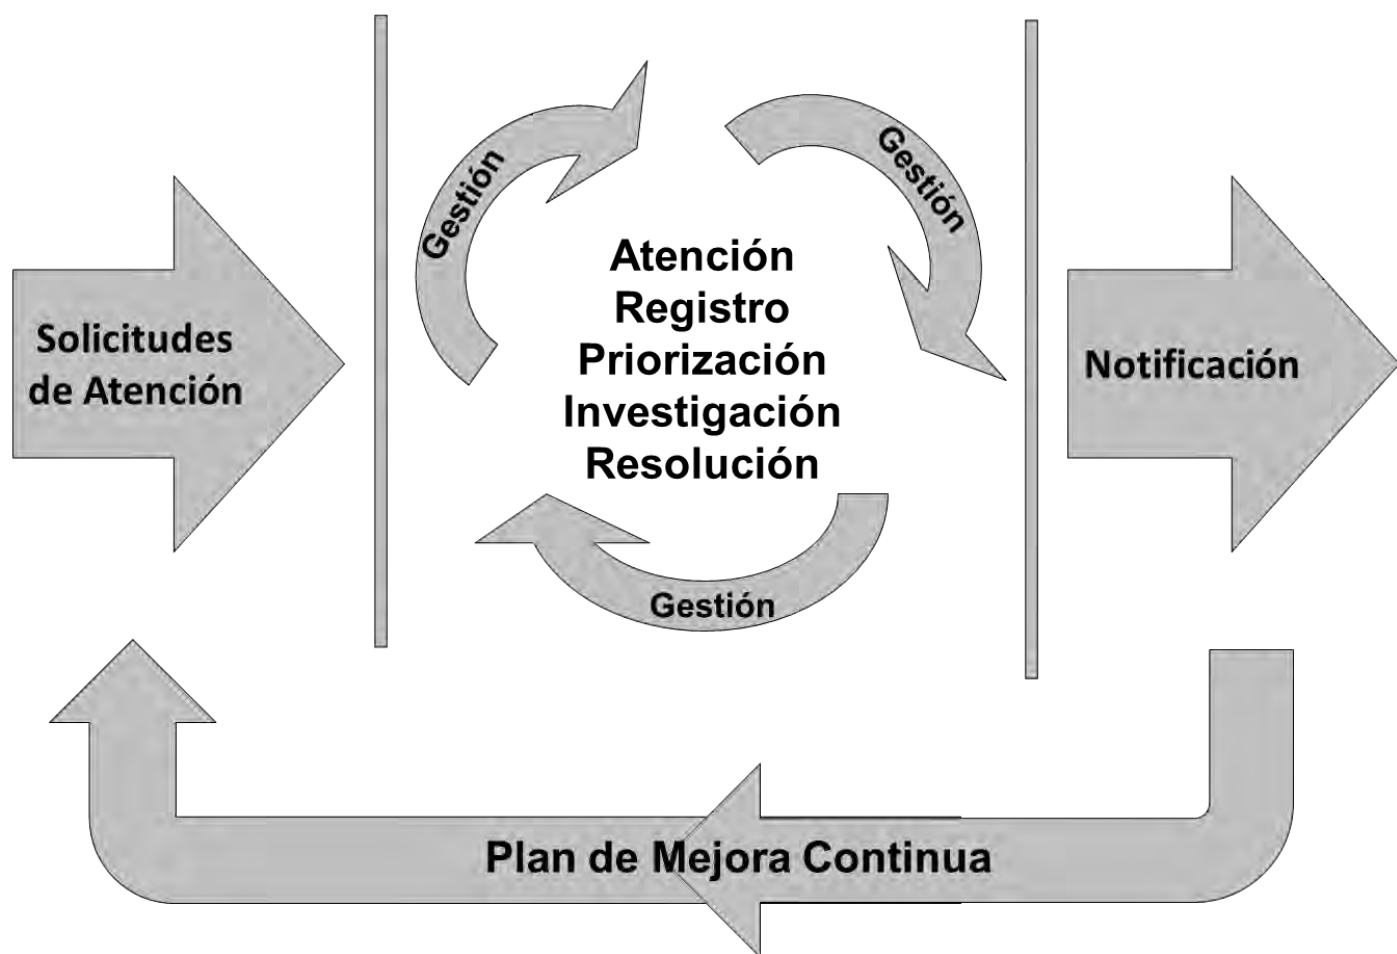 Solicitudes
de Atención
Gestión
Gestión
Atención
Registro
Priorización
Investigación
Resolución
Gestión
Notificación
Plan de Mejora Continua